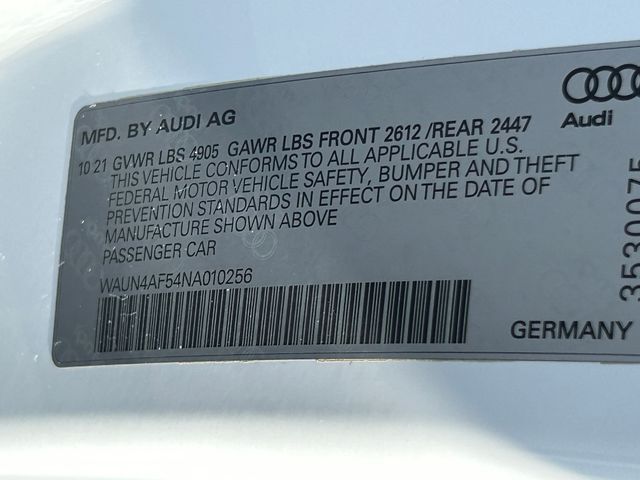 MFD. BY AUDI AG
Audi
10 21 GVWR LBS 4905 GAWR LBS FRONT 2612 /REAR 2447
THIS VEHICLE CONFORMS TO ALL APPLICABLE U.S.
FEDERAL MOTOR VEHICLE SAFETY, BUMPER AND THEFT
PREVENTION STANDARDS IN EFFECT ON THE DATE OF
MANUFACTURE SHOWN ABOVE
PASSENGER CAR
WAUN4AF54NA010256
GERMANY
3530075